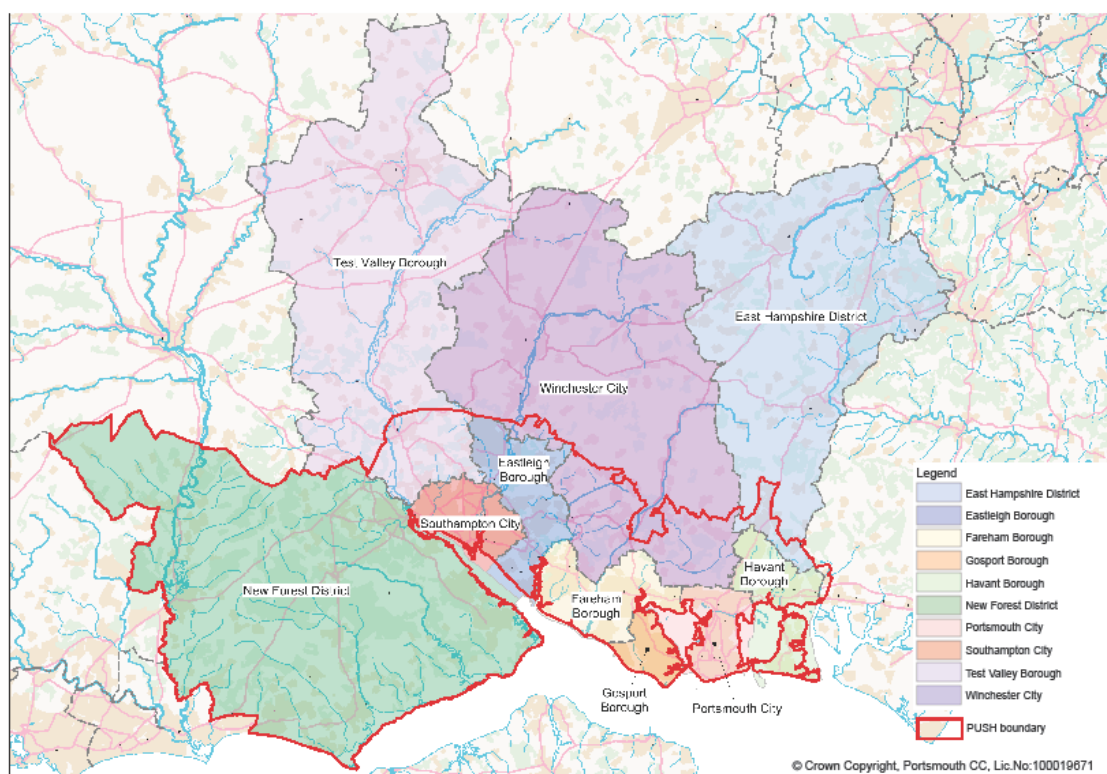 Test Valley Borough
East Hampshire District
Winchester City
Eastleigh
Borough
Southampton City
Havant
Borough
New Forest District
Fareham
Borough
Gosport
Borough
Portsmouth City
Legend
East Hampshire District
Eastleigh Borough
Fareham Borough
Gosport Borough
Havant Borough
New Forest District
Portsmouth City
Southampton City
Test Valley Borough
Winchester City
PUSH boundary
© Crown Copyright, Portsmouth CC, Lic.No:100019671